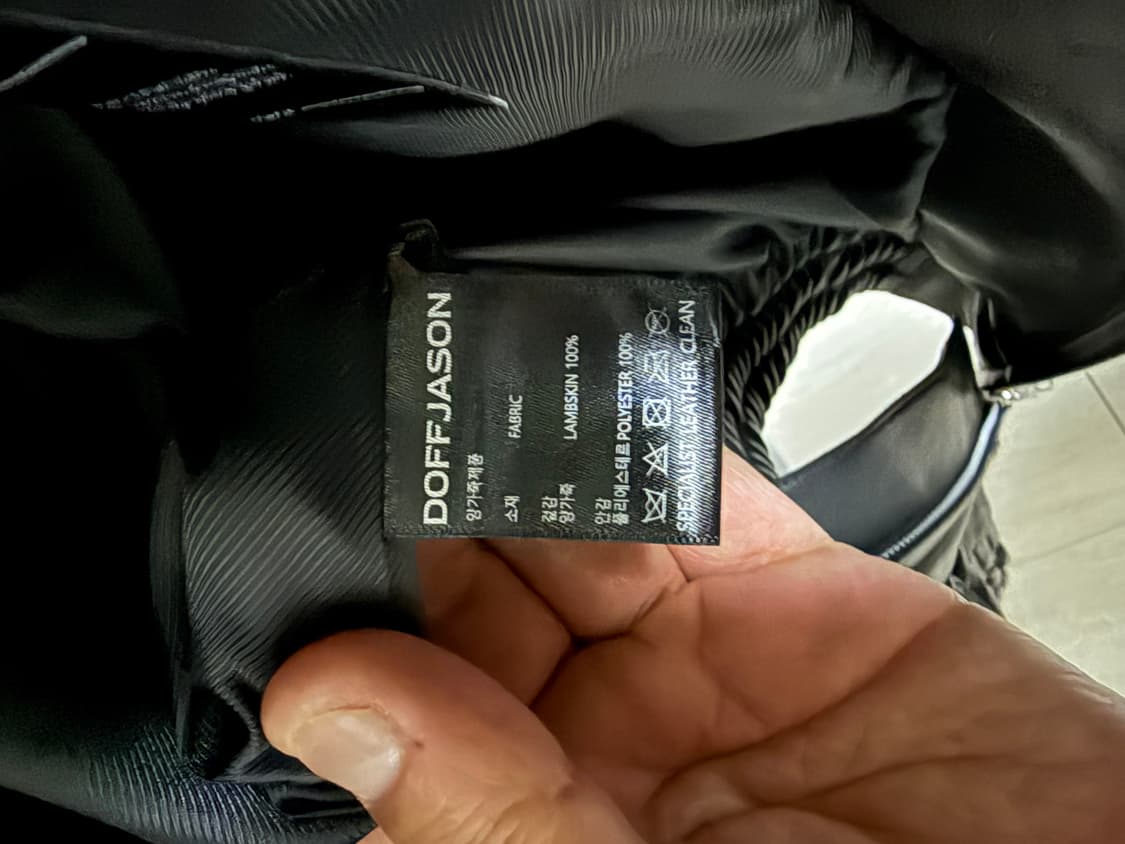 DOFFJASON
양가죽제품
소재 FABRIC
겉감
양가죽 LAMBSKIN 100%
안감
폴리에스테르 POLYESTER 100%
SPECIALIST LEATHER CLEAN